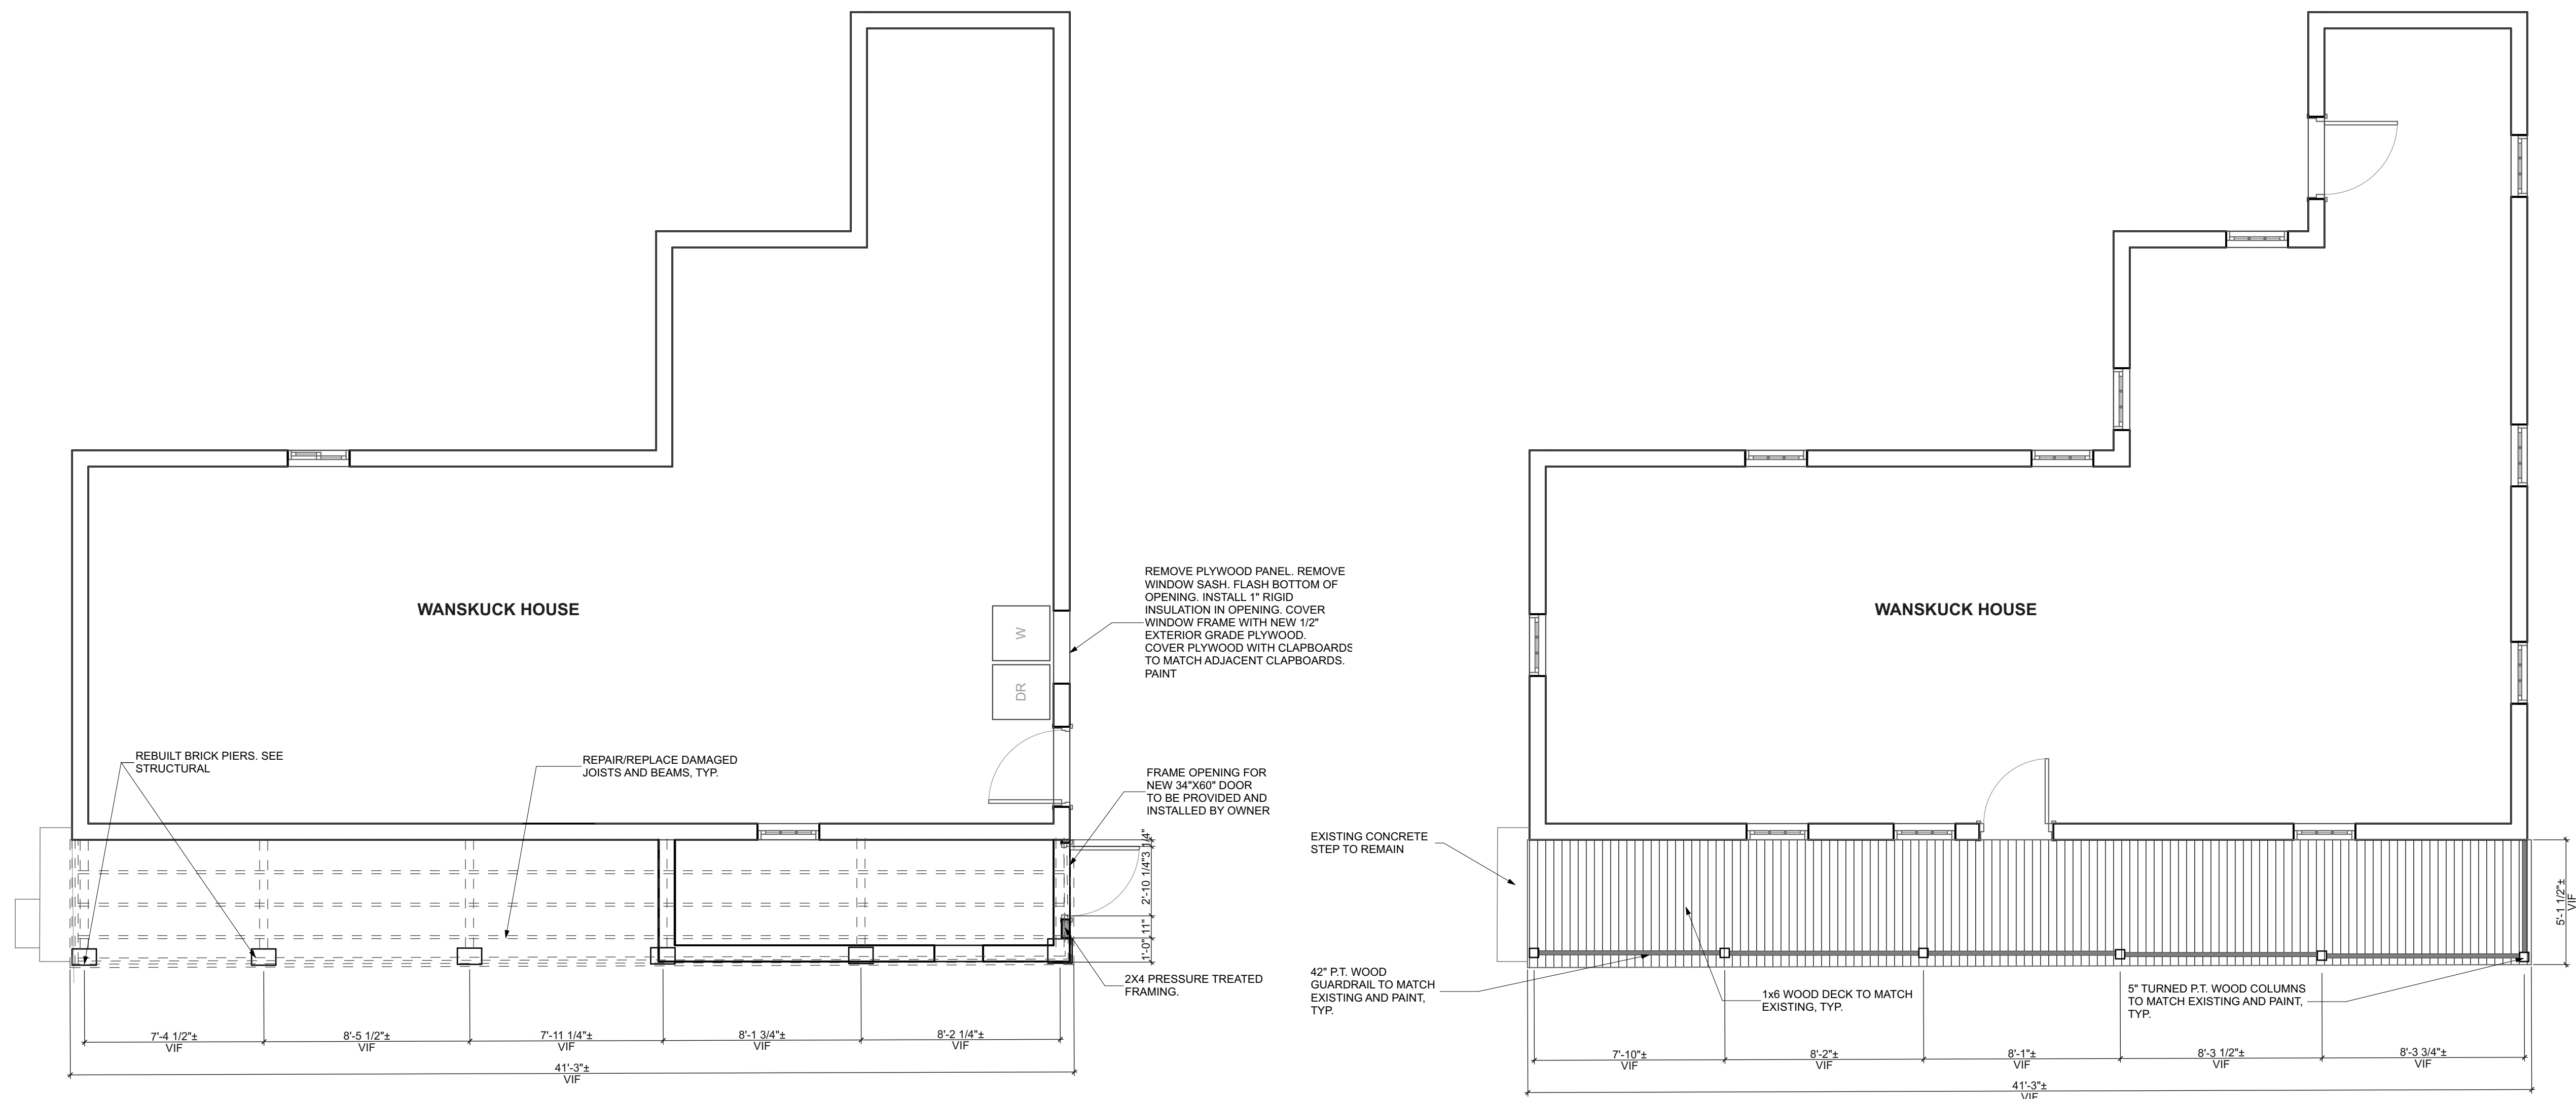 WANSKUCK HOUSE
REMOVE PLYWOOD PANEL. REMOVE
WINDOW SASH. FLASH BOTTOM OF
OPENING. INSTALL 1" RIGID
INSULATION IN OPENING. COVER
WINDOW FRAME WITH NEW 1/2"
EXTERIOR GRADE PLYWOOD.
COVER PLYWOOD WITH CLAPBOARDS
TO MATCH ADJACENT CLAPBOARDS.
PAINT
W
DR
REBUILT BRICK PIERS. SEE
STRUCTURAL
REPAIR/REPLACE DAMAGED
JOISTS AND BEAMS, TYP.
FRAME OPENING FOR
NEW 34"X60" DOOR
TO BE PROVIDED AND
INSTALLED BY OWNER
3 1/4"
2'-10 1/4"
11"
1'-0"
2X4 PRESSURE TREATED
FRAMING.
7'-4 1/2"±
VIF
8'-5 1/2"±
VIF
7'-11 1/4"±
VIF
8'-1 3/4"±
VIF
8'-2 1/4"±
VIF
41'-3"±
VIF
WANSKUCK HOUSE
EXISTING CONCRETE
STEP TO REMAIN
42" P.T. WOOD
GUARDRAIL TO MATCH
EXISTING AND PAINT,
TYP.
1x6 WOOD DECK TO MATCH
EXISTING, TYP.
5" TURNED P.T. WOOD COLUMNS
TO MATCH EXISTING AND PAINT,
TYP.
5'-1 1/2"±
VIF
7'-10"±
VIF
8'-2"±
VIF
8'-1"±
VIF
8'-3 1/2"±
VIF
8'-3 3/4"±
VIF
41'-3"±
VIF